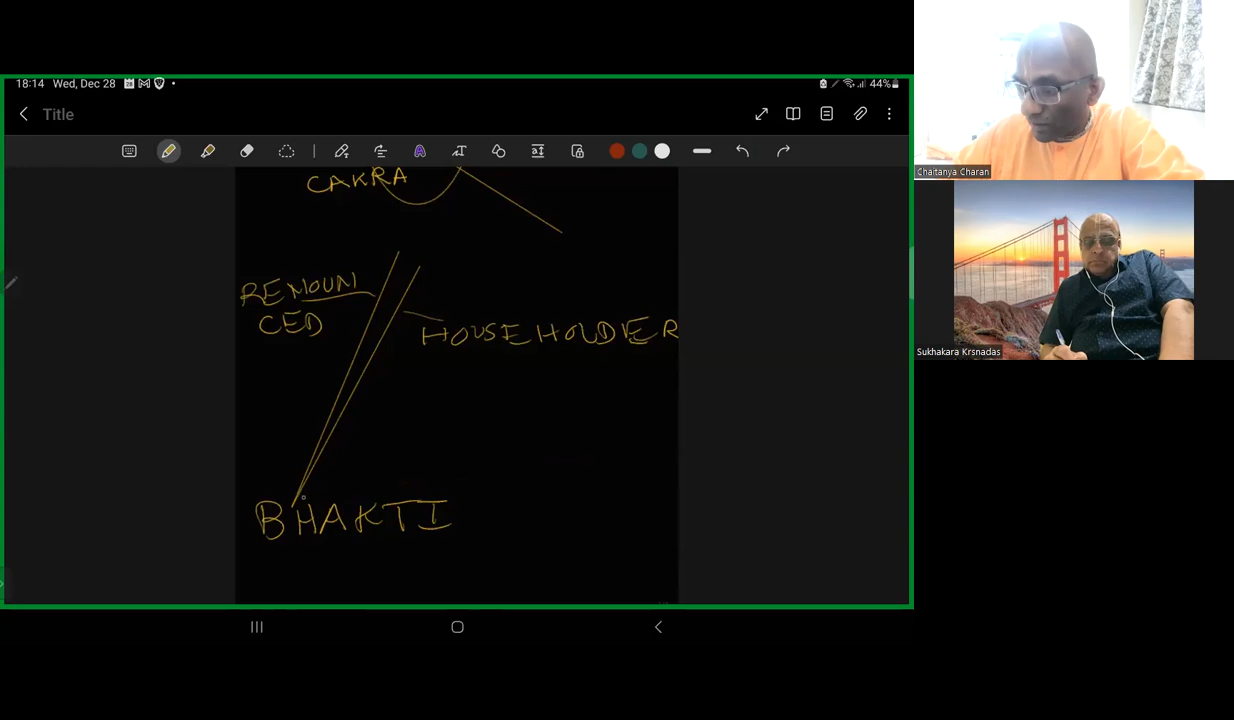 18:14 Wed, Dec 28 44%
Title
CAKRA
RENOUN
CED
HOUSEHOLDER
BHAKTI
Chaitanya Charan
Sukhakara Krsnadas